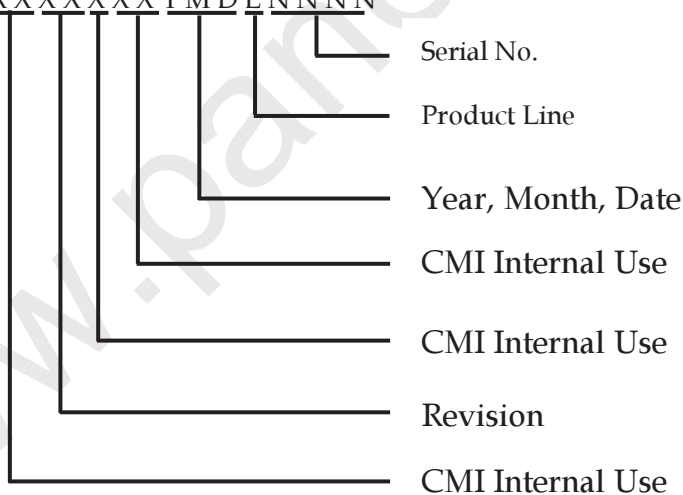 X X X X X X X Y M D L N N N N
Serial No.
Product Line
Year, Month, Date
CMI Internal Use
CMI Internal Use
Revision
CMI Internal Use